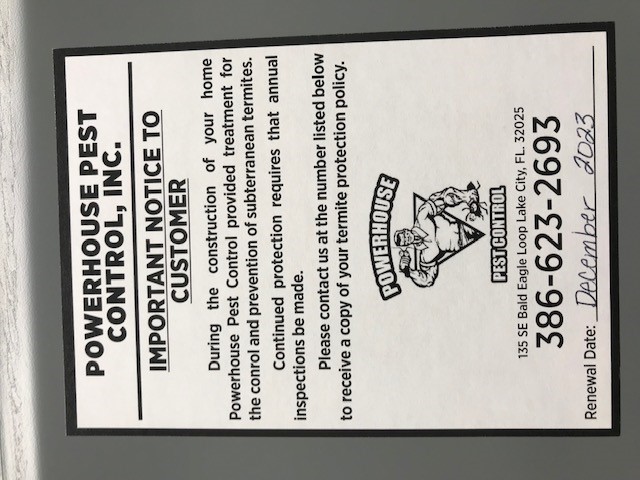 POWERHOUSE PEST
CONTROL, INC.
IMPORTANT NOTICE TO
CUSTOMER
During the construction of your home
Powerhouse Pest Control provided treatment for
the conrol and prevention of subterranean termites.
Continued protection requires that annual
inspections be made.
Please contact us at the number listed below
to receive a copy of your termite protection policy.
POWERHOUSE
PEST CONTROL
135 SE Bald Eagle Loop Lake City, FL. 32025
386-623-2693
Renewal Date: December 2023